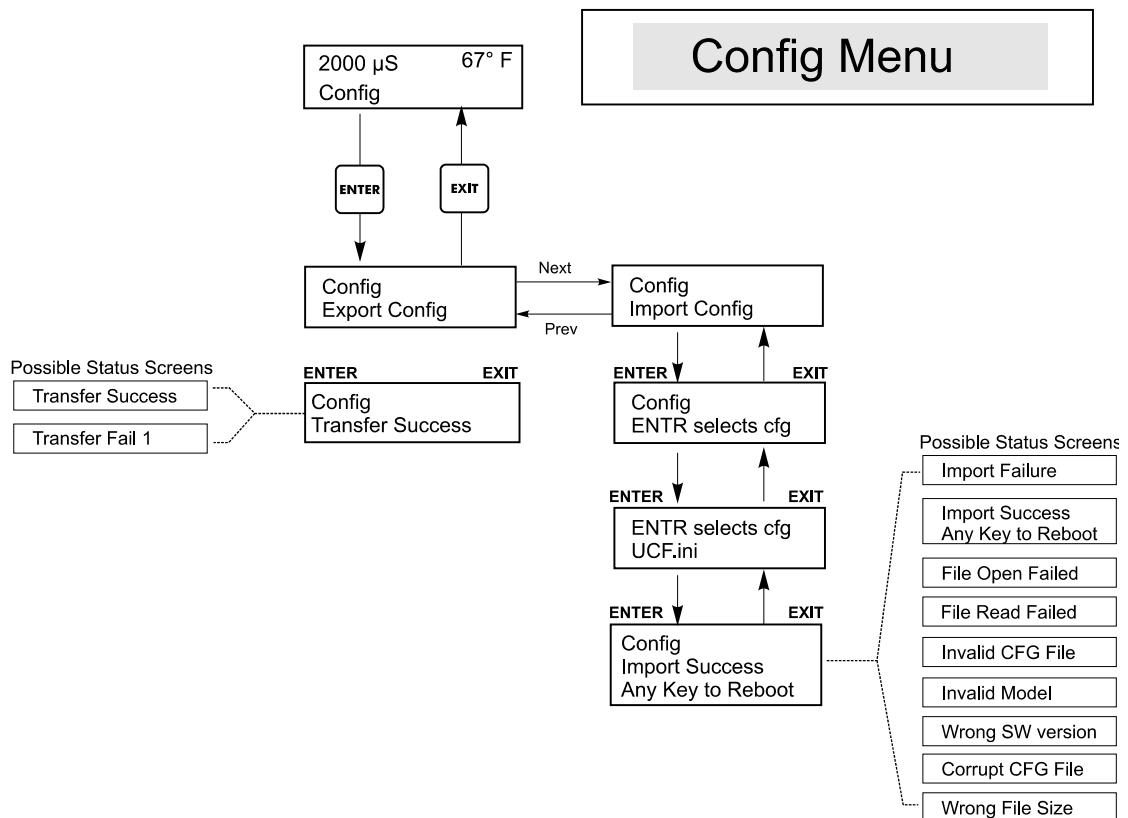 Config Menu
2000 µS 67° F
Config
ENTER
EXIT
Config
Export Config
Next
Prev
Config
Import Config
Possible Status Screens
Transfer Success
Transfer Fail 1
ENTER EXIT
Config
Transfer Success
ENTER EXIT
Config
ENTR selects cfg
ENTER EXIT
ENTR selects cfg
UCF.ini
ENTER EXIT
Config
Import Success
Any Key to Reboot
Possible Status Screens
Import Failure
Import Success
Any Key to Reboot
File Open Failed
File Read Failed
Invalid CFG File
Invalid Model
Wrong SW version
Corrupt CFG File
Wrong File Size